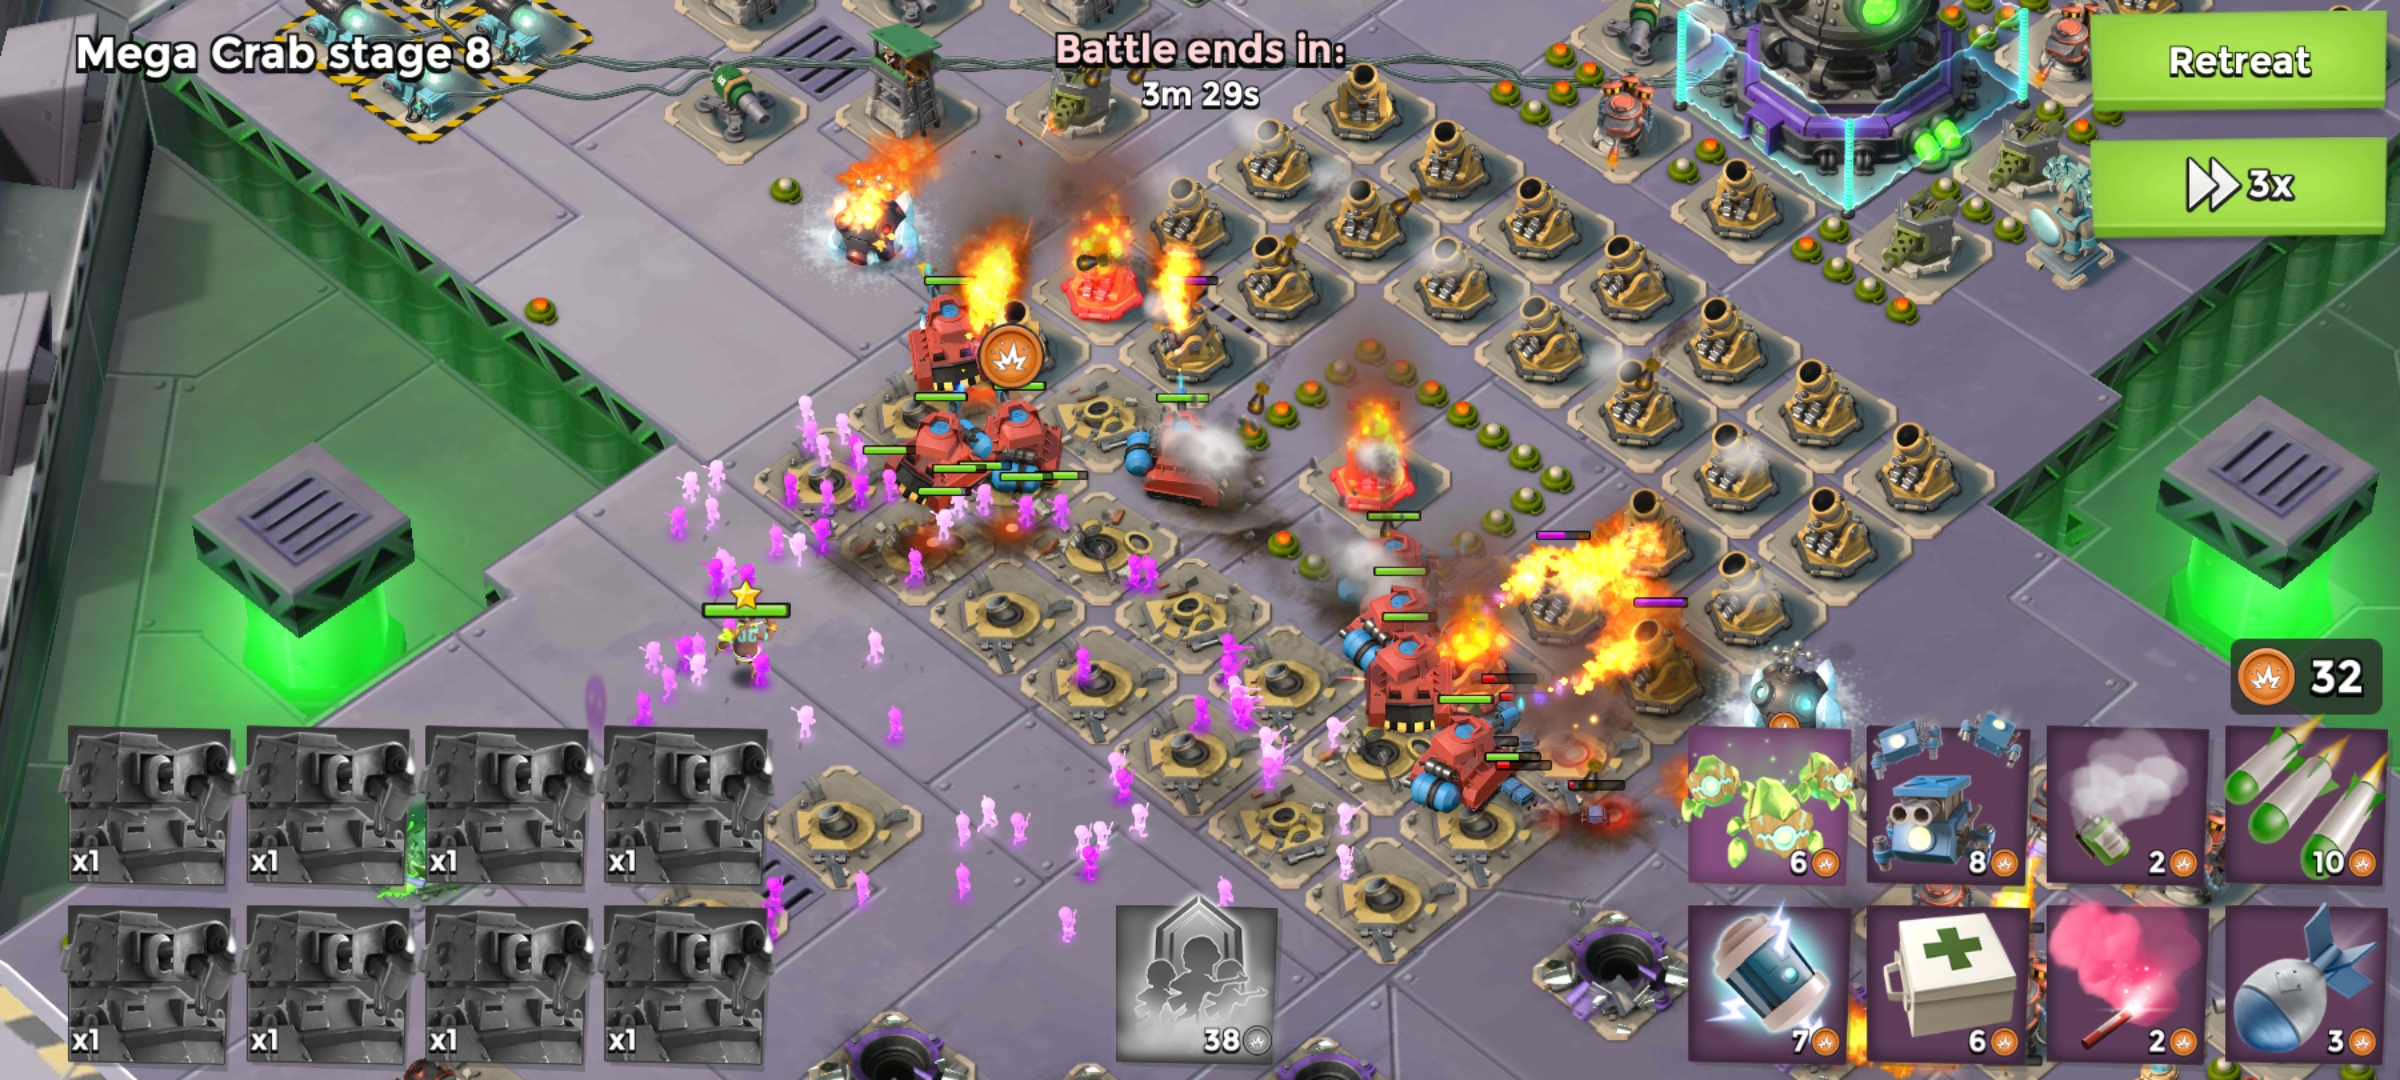 Mega Crab stage 8
Battle ends in:
3m 29s
Retreat
3x
32
x1
x1
x1
x1
6
8
2
10
x1
x1
x1
x1
38
7
6
2
3